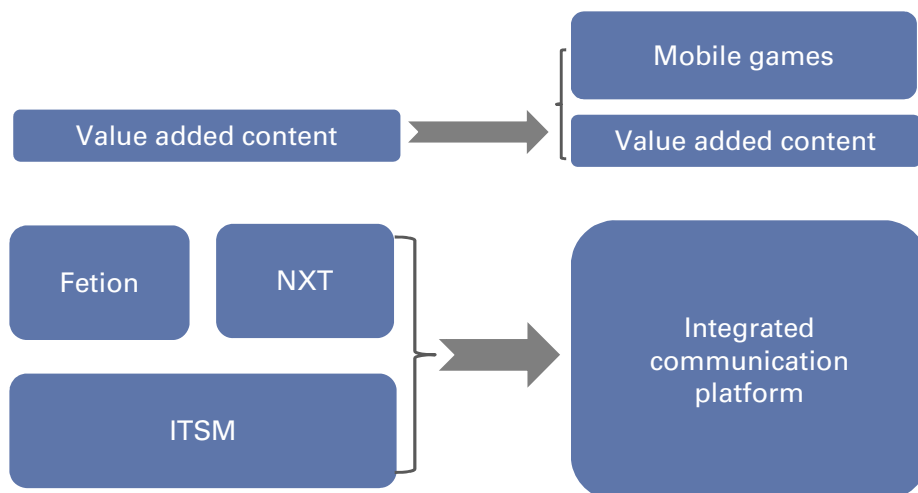 Mobile games
Value added content
Value added content
Fetion
NXT
ITSM
Integrated
communication
platform